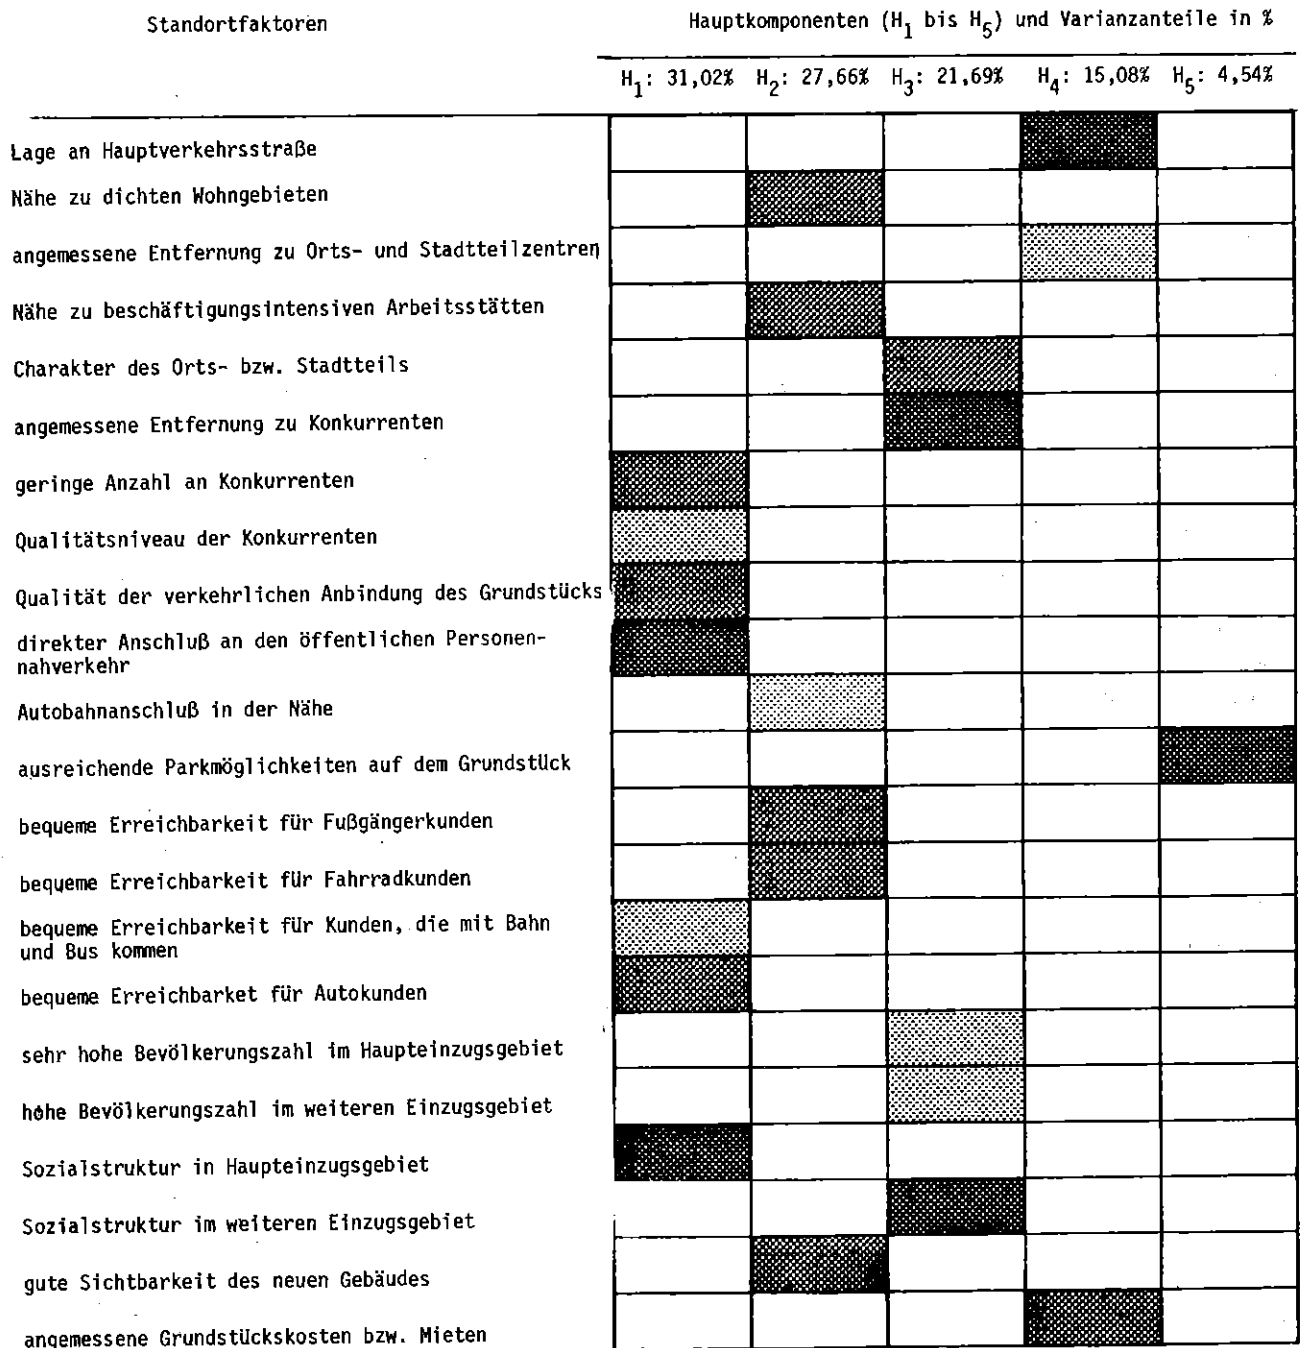 Standortfaktoren
Hauptkomponenten (H1 bis H5) und Varianzanteile in %
H1: 31,02% H2: 27,66% H3: 21,69% H4: 15,08% H5: 4,54%
Lage an Hauptverkehrsstraße
Nähe zu dichten Wohngebieten
angemessene Entfernung zu Orts- und Stadtteilzentren
Nähe zu beschäftigungsintensiven Arbeitsstätten
Charakter des Orts- bzw. Stadtteils
angemessene Entfernung zu Konkurrenten
geringe Anzahl an Konkurrenten
Qualitätsniveau der Konkurrenten
Qualität der verkehrlichen Anbindung des Grundstücks
direkter Anschluß an den öffentlichen Personen-
nahverkehr
Autobahnanschluß in der Nähe
ausreichende Parkmöglichkeiten auf dem Grundstück
bequeme Erreichbarkeit für Fußgängerkunden
bequeme Erreichbarkeit für Fahrradkunden
bequeme Erreichbarkeit für Kunden, die mit Bahn
und Bus kommen
bequeme Erreichbarket für Autokunden
sehr hohe Bevölkerungszahl im Haupteinzugsgebiet
hohe Bevölkerungszahl im weiteren Einzugsgebiet
Sozialstruktur in Haupteinzugsgebiet
Sozialstruktur im weiteren Einzugsgebiet
gute Sichtbarkeit des neuen Gebäudes
angemessene Grundstückskosten bzw. Mieten